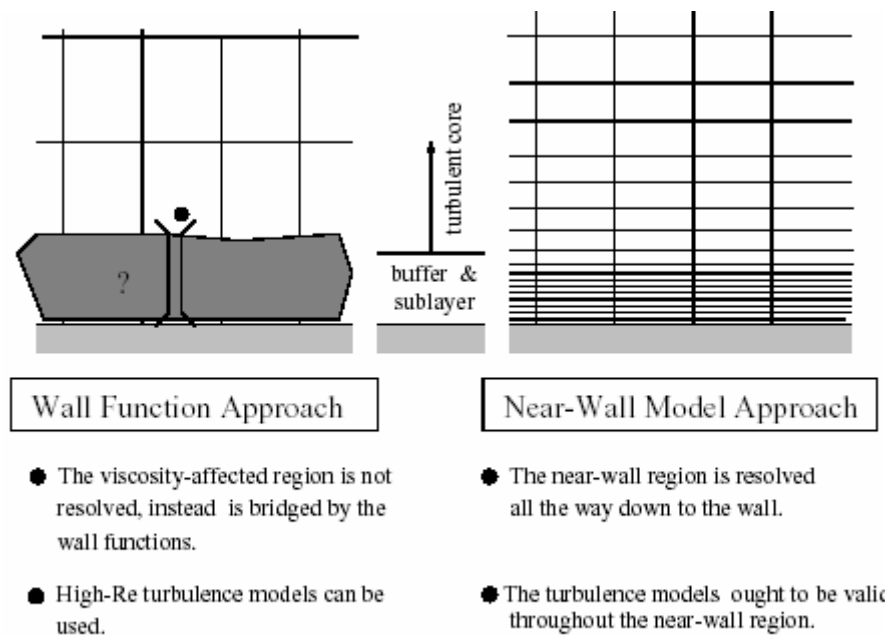 ?
buffer &
sublayer
turbulent core
Wall Function Approach
The viscosity-affected region is not
resolved, instead is bridged by the
wall functions.
High-Re turbulence models can be
used.
Near-Wall Model Approach
The near-wall region is resolved
all the way down to the wall.
The turbulence models ought to be valid
throughout the near-wall region.